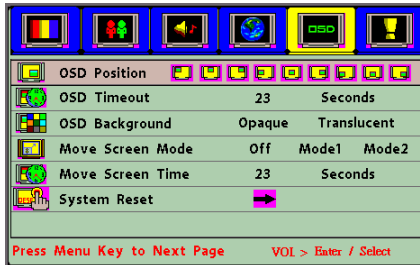 OSD
OSD Position
OSD Timeout 23 Seconds
OSD Background Opaque Translucent
Move Screen Mode Off Mode1 Mode2
Move Screen Time 23 Seconds
System Reset
Press Menu Key to Next Page VOL > Enter / Select